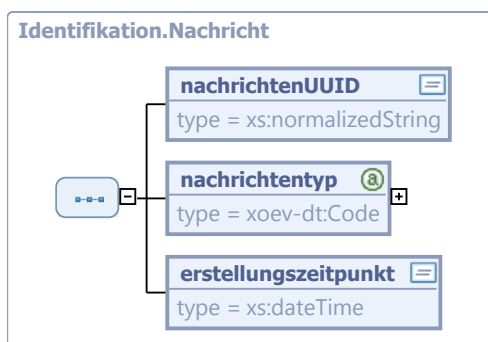 Identifikation.Nachricht
nachrichtenUUID
type = xs:normalizedString
nachrichtentyp
type = xoev-dt:Code
erstellungszeitpunkt
type = xs:dateTime